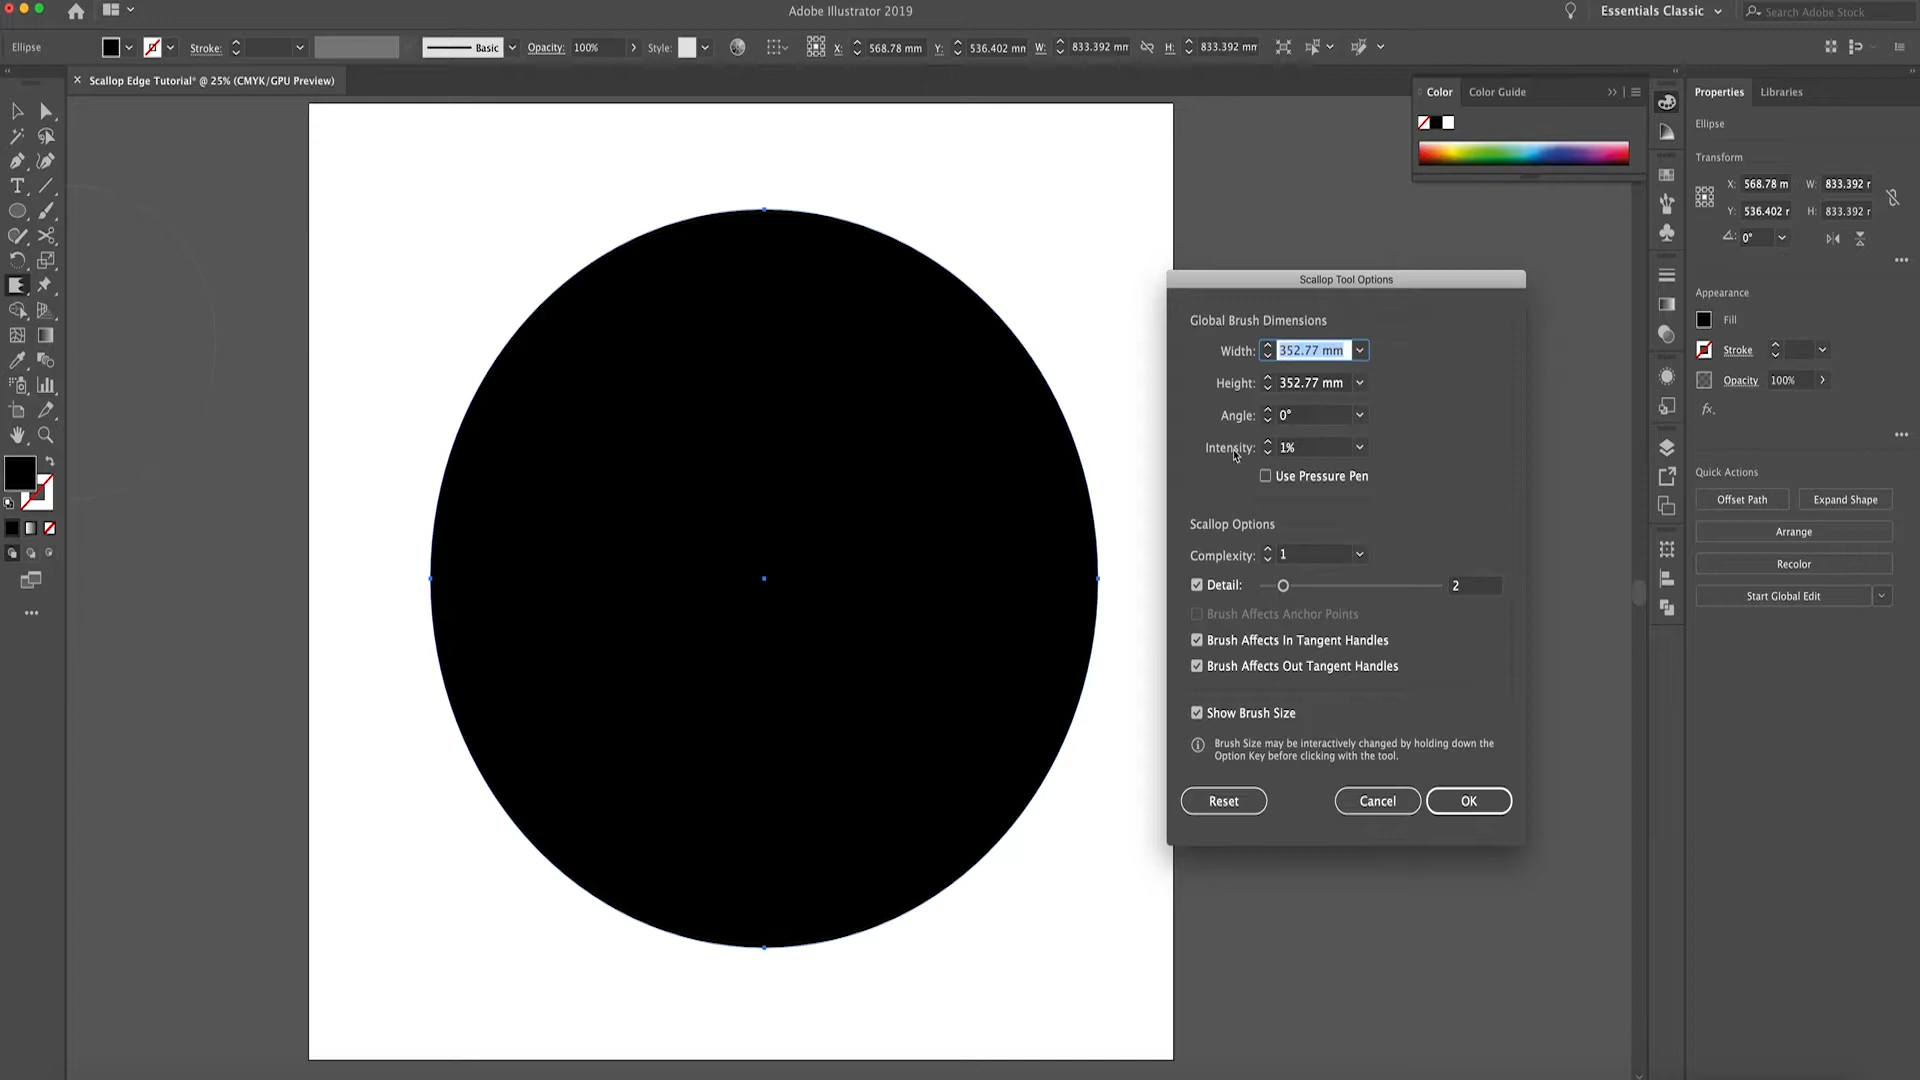 Adobe Illustrator 2019
Essentials Classic
Search Adobe Stock
Ellipse
Stroke:
Basic
Opacity: 100%
Style:
X: 568.78 mm
Y: 536.402 mm
W: 833.392 mm
H: 833.392 mm
× Scallop Edge Tutorial* @ 25% (CMYK/GPU Preview)
Color
Color Guide
Properties
Libraries
Ellipse
Transform
X: 568.78 m
W: 833.392 r
Y: 536.402 r
H: 833.392 r
0°
Appearance
Fill
Stroke
Opacity 100%
fx.
Quick Actions
Offset Path
Expand Shape
Arrange
Recolor
Start Global Edit
Scallop Tool Options
Global Brush Dimensions
Width: 352.77 mm
Height: 352.77 mm
Angle: 0°
Intensity: 1%
Use Pressure Pen
Scallop Options
Complexity: 1
Detail: 2
Brush Affects Anchor Points
Brush Affects In Tangent Handles
Brush Affects Out Tangent Handles
Show Brush Size
Brush Size may be interactively changed by holding down the
Option Key before clicking with the tool.
Reset
Cancel
OK